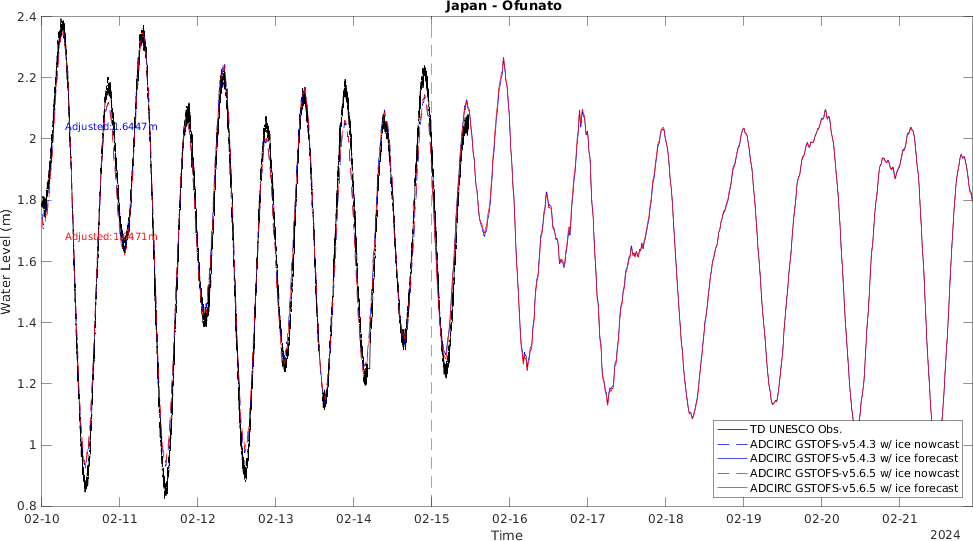 Japan - Ofunato
2.4
2.2
2
1.8
1.6
1.4
1.2
1
0.8
Water Level (m)
Adjusted:1.6447m
Adjusted:1.6471m
TD UNESCO Obs.
ADCIRC GSTOFS-v5.4.3 w/ ice nowcast
ADCIRC GSTOFS-v5.4.3 w/ ice forecast
ADCIRC GSTOFS-v5.6.5 w/ ice nowcast
ADCIRC GSTOFS-v5.6.5 w/ ice forecast
02-10 02-11 02-12 02-13 02-14 02-15 02-16 02-17 02-18 02-19 02-20 02-21
Time
2024